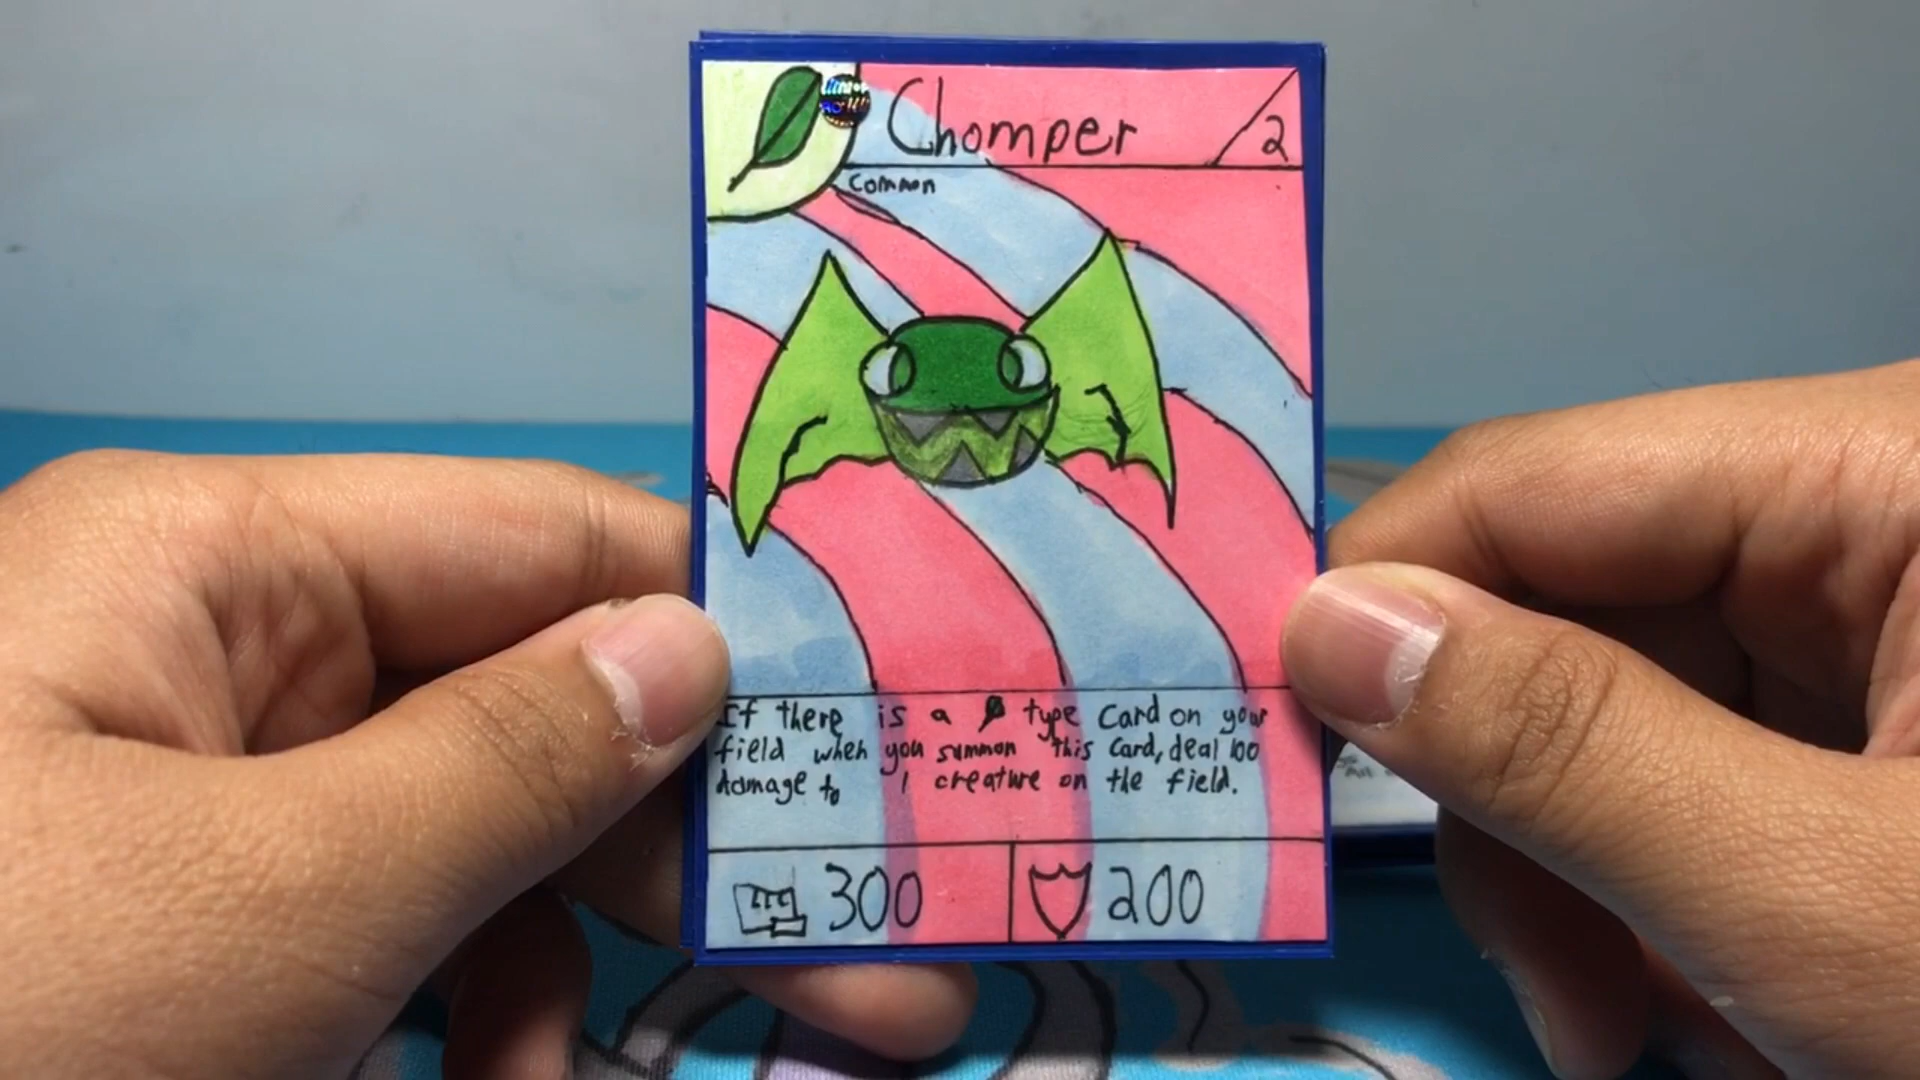 Chomper 2
Common
If there is a type Card on your
field when you summon this Card, deal 100
damage to 1 creature on the field.
300 200